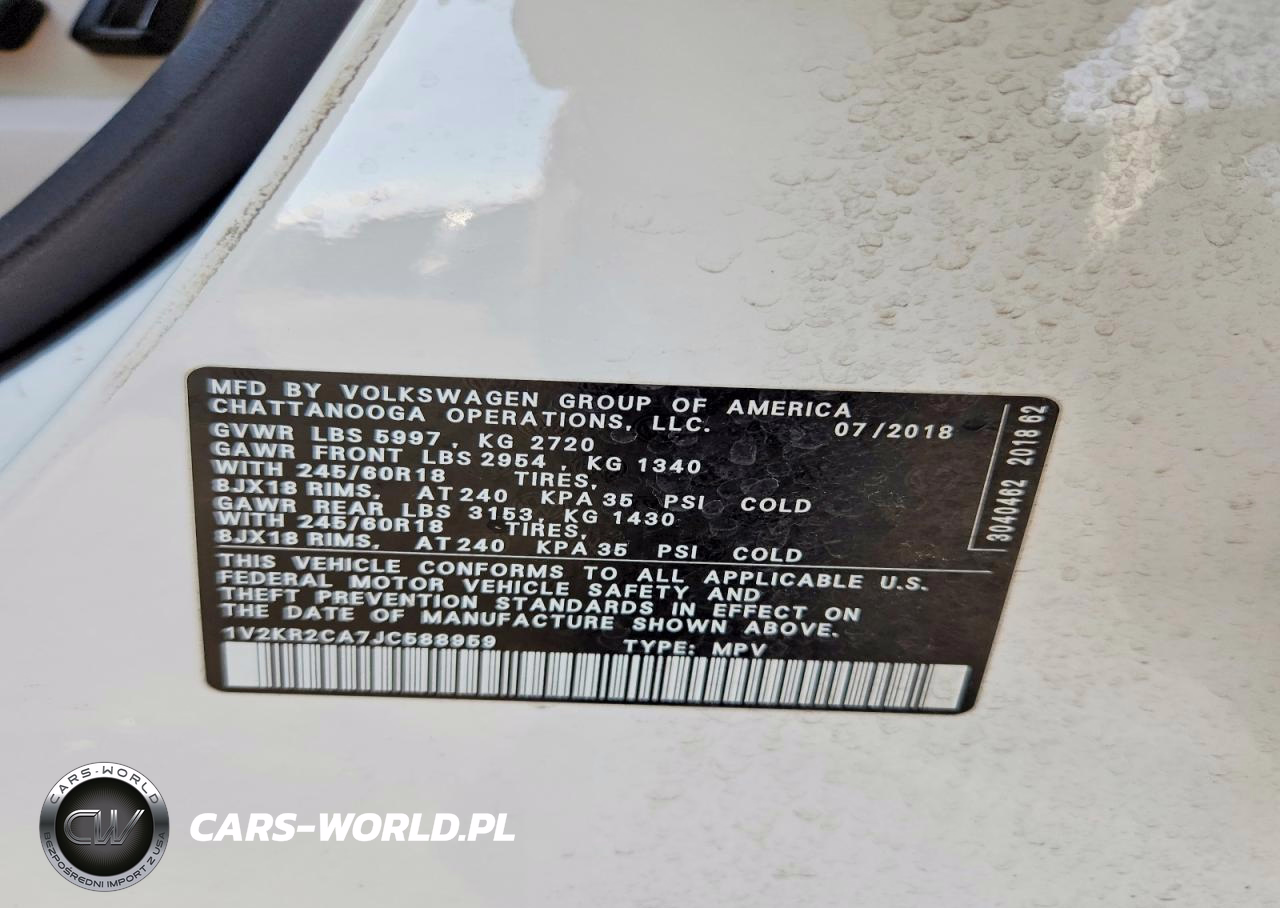 MFD BY VOLKSWAGEN GROUP OF AMERICA
CHATTANOOGA OPERATIONS, LLC. 07/2018
GVWR LBS 5997 , KG 2720
GAWR FRONT LBS 2954 , KG 1340
WITH 245/60R18 TIRES,
8JX18 RIMS, AT 240 KPA 35 PSI COLD
GAWR REAR LBS 3153, KG 1430
WITH 245/60R18 TIRES,
8JX18 RIMS, AT 240 KPA 35 PSI COLD
THIS VEHICLE CONFORMS TO ALL APPLICABLE U.S.
FEDERAL MOTOR VEHICLE SAFETY AND
THEFT PREVENTION STANDARDS IN EFFECT ON
THE DATE OF MANUFACTURE SHOWN ABOVE.
1V2KR2CA7JC588959 TYPE: MPV
3040462 2018 62
CARS-WORLD
CW
BEZPOŚREDNI IMPORT Z USA
CARS-WORLD.PL